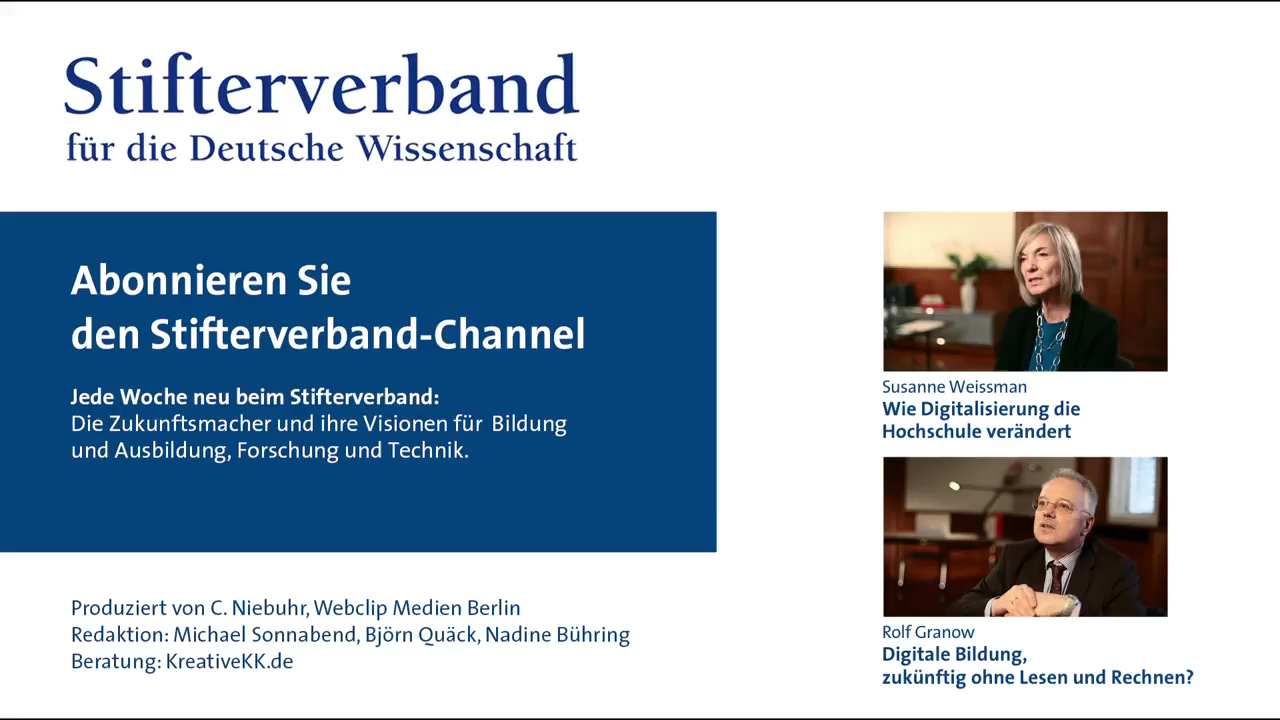 Stifterverband
für die Deutsche Wissenschaft
Abonnieren Sie
den Stifterverband-Channel
Jede Woche neu beim Stifterverband:
Die Zukunftsmacher und ihre Visionen für Bildung
und Ausbildung, Forschung und Technik.
Produziert von C. Niebuhr, Webclip Medien Berlin
Redaktion: Michael Sonnabend, Björn Quäck, Nadine Bühring
Beratung: KreativeKK.de
Susanne Weissman
Wie Digitalisierung die
Hochschule verändert
Rolf Granow
Digitale Bildung,
zukünftig ohne Lesen und Rechnen?